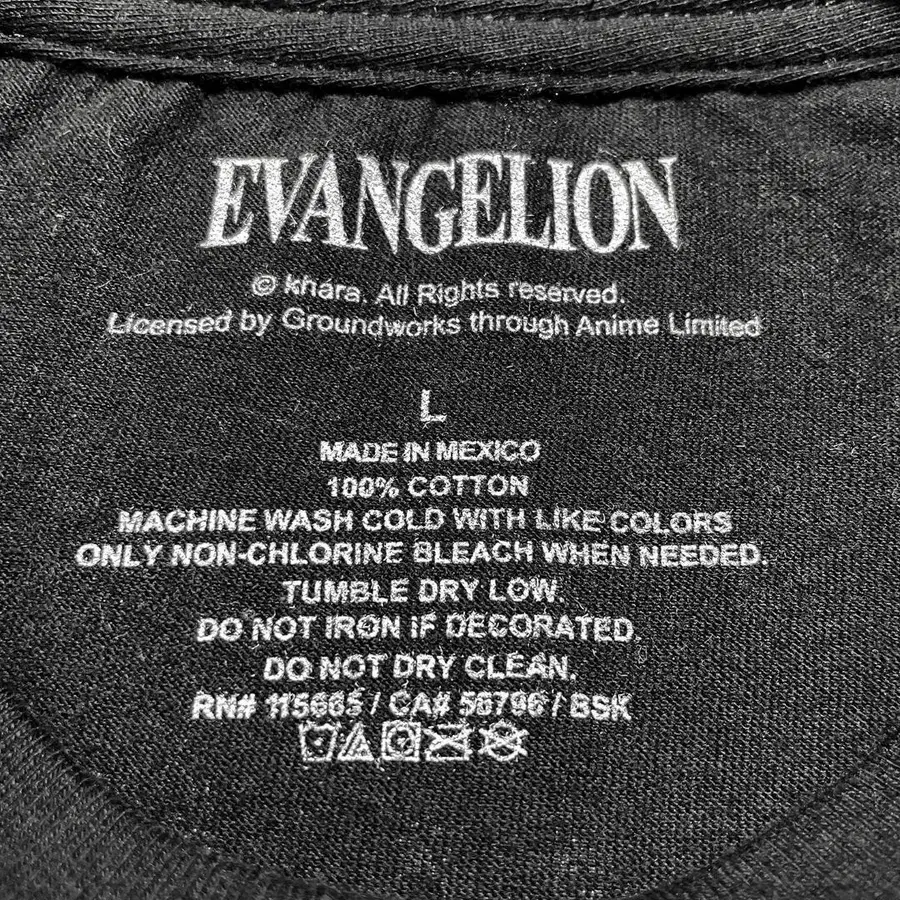 EVANGELION
© khara. All Rights reserved.
Licensed by Groundworks through Anime Limited
L
MADE IN MEXICO
100% COTTON
MACHINE WASH COLD WITH LIKE COLORS
ONLY NON-CHLORINE BLEACH WHEN NEEDED.
TUMBLE DRY LOW.
DO NOT IRON IF DECORATED.
DO NOT DRY CLEAN.
RN# 115665 / CA# 56796 / BSK